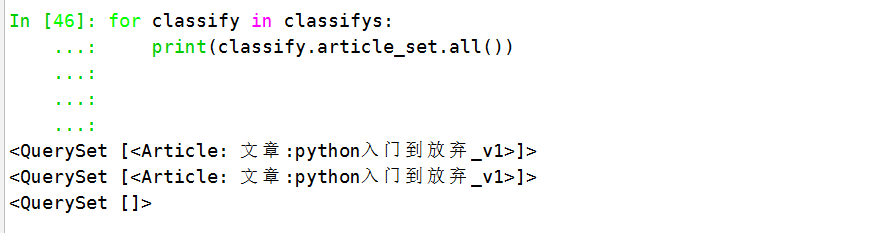 In [46]: for classify in classifys:
    ...:     print(classify.article_set.all())
    ...:
    ...:
    ...:
<QuerySet [<Article: 文章:python入门到放弃_v1>]>
<QuerySet [<Article: 文章:python入门到放弃_v1>]>
<QuerySet []>